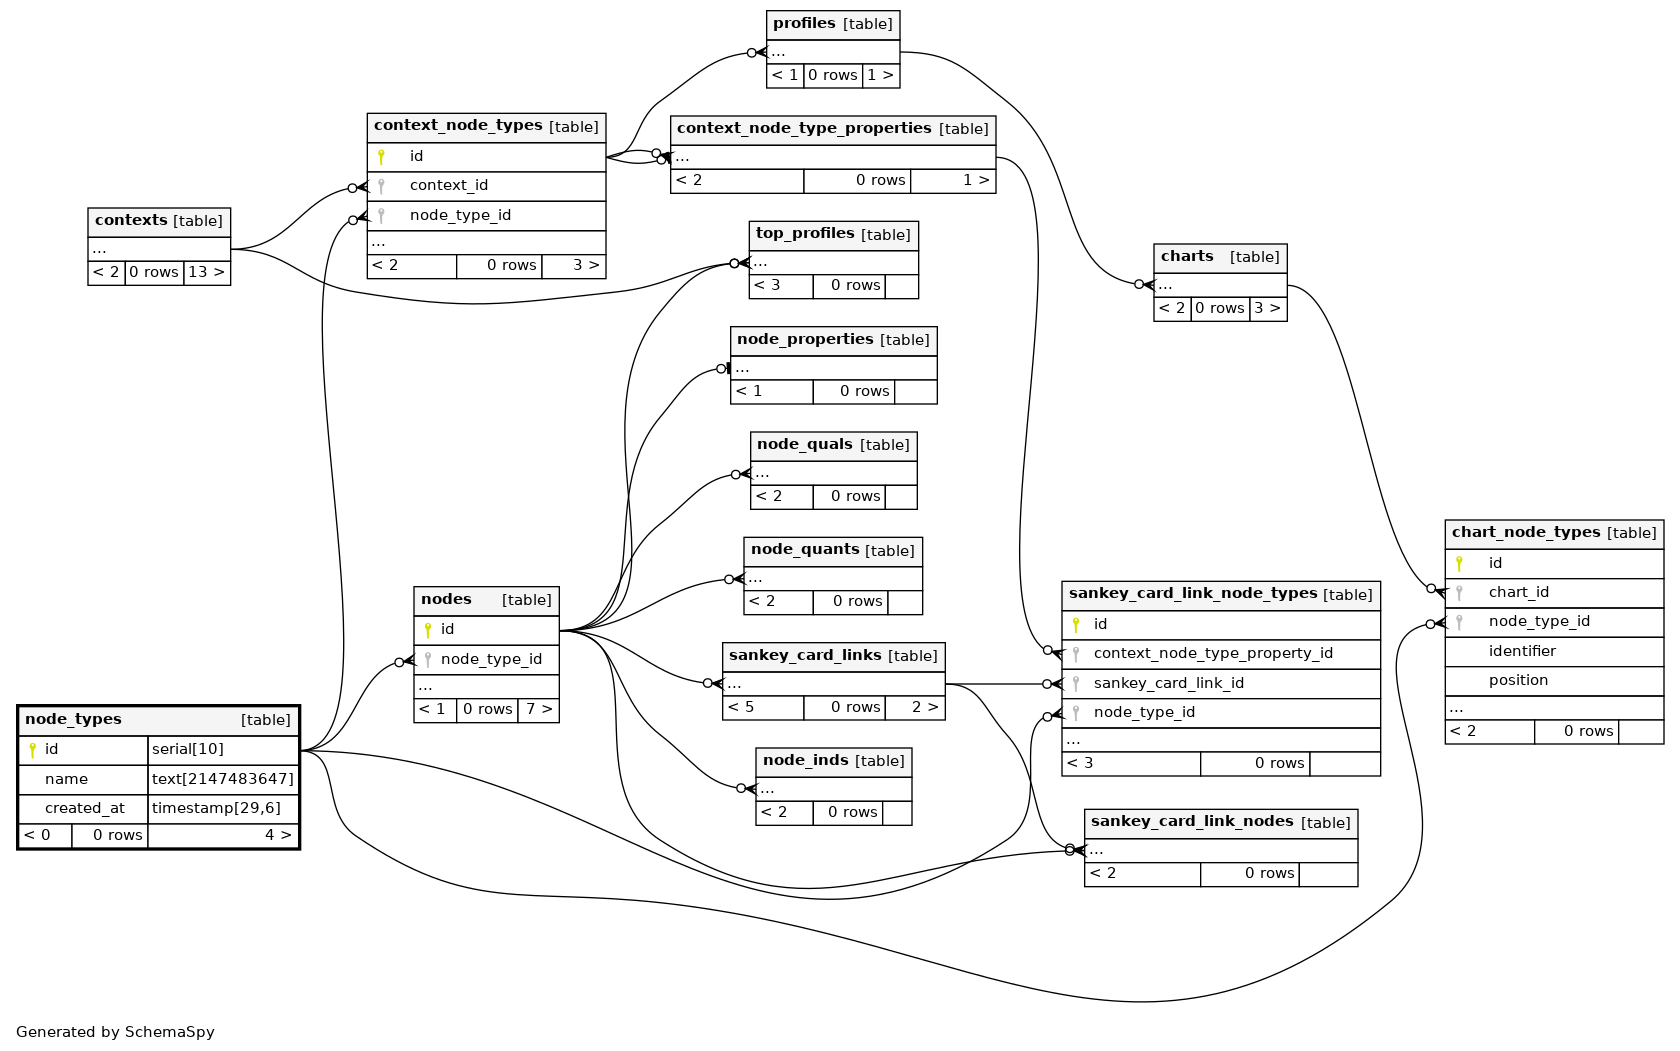 profiles [table]
...
< 1 0 rows 1 >
context_node_types [table]
id
context_id
node_type_id
...
< 2 0 rows 3 >
context_node_type_properties [table]
...
< 2 0 rows 1 >
contexts [table]
...
< 2 0 rows 13 >
top_profiles [table]
...
< 3 0 rows
charts [table]
...
< 2 0 rows 3 >
node_properties [table]
...
< 1 0 rows
node_quals [table]
...
< 2 0 rows
node_quants [table]
...
< 2 0 rows
chart_node_types [table]
id
chart_id
node_type_id
identifier
position
...
< 2 0 rows
nodes [table]
id
node_type_id
...
< 1 0 rows 7 >
sankey_card_link_node_types [table]
id
context_node_type_property_id
sankey_card_link_id
node_type_id
...
< 3 0 rows
sankey_card_links [table]
...
< 5 0 rows 2 >
node_types [table]
id serial[10]
name text[2147483647]
created_at timestamp[29,6]
< 0 0 rows 4 >
node_inds [table]
...
< 2 0 rows
sankey_card_link_nodes [table]
...
< 2 0 rows
Generated by SchemaSpy